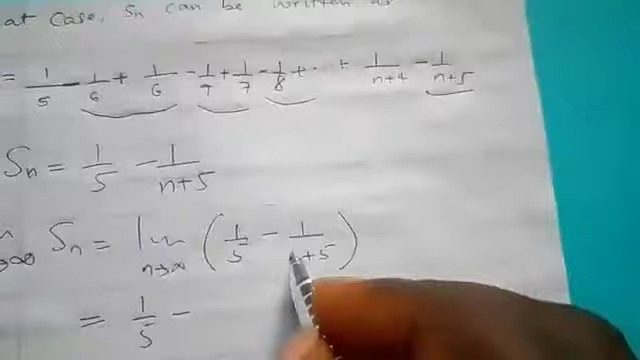 at case, Sn can be written as
= 1/5 - 1/6 + 1/6 - 1/7 + 1/7 - 1/8 + ... + 1/n+4 - 1/n+5
Sn = 1/5 - 1/n+5
n→∞ Sn = lim n→∞ (1/5 - 1/n+5)
= 1/5 -